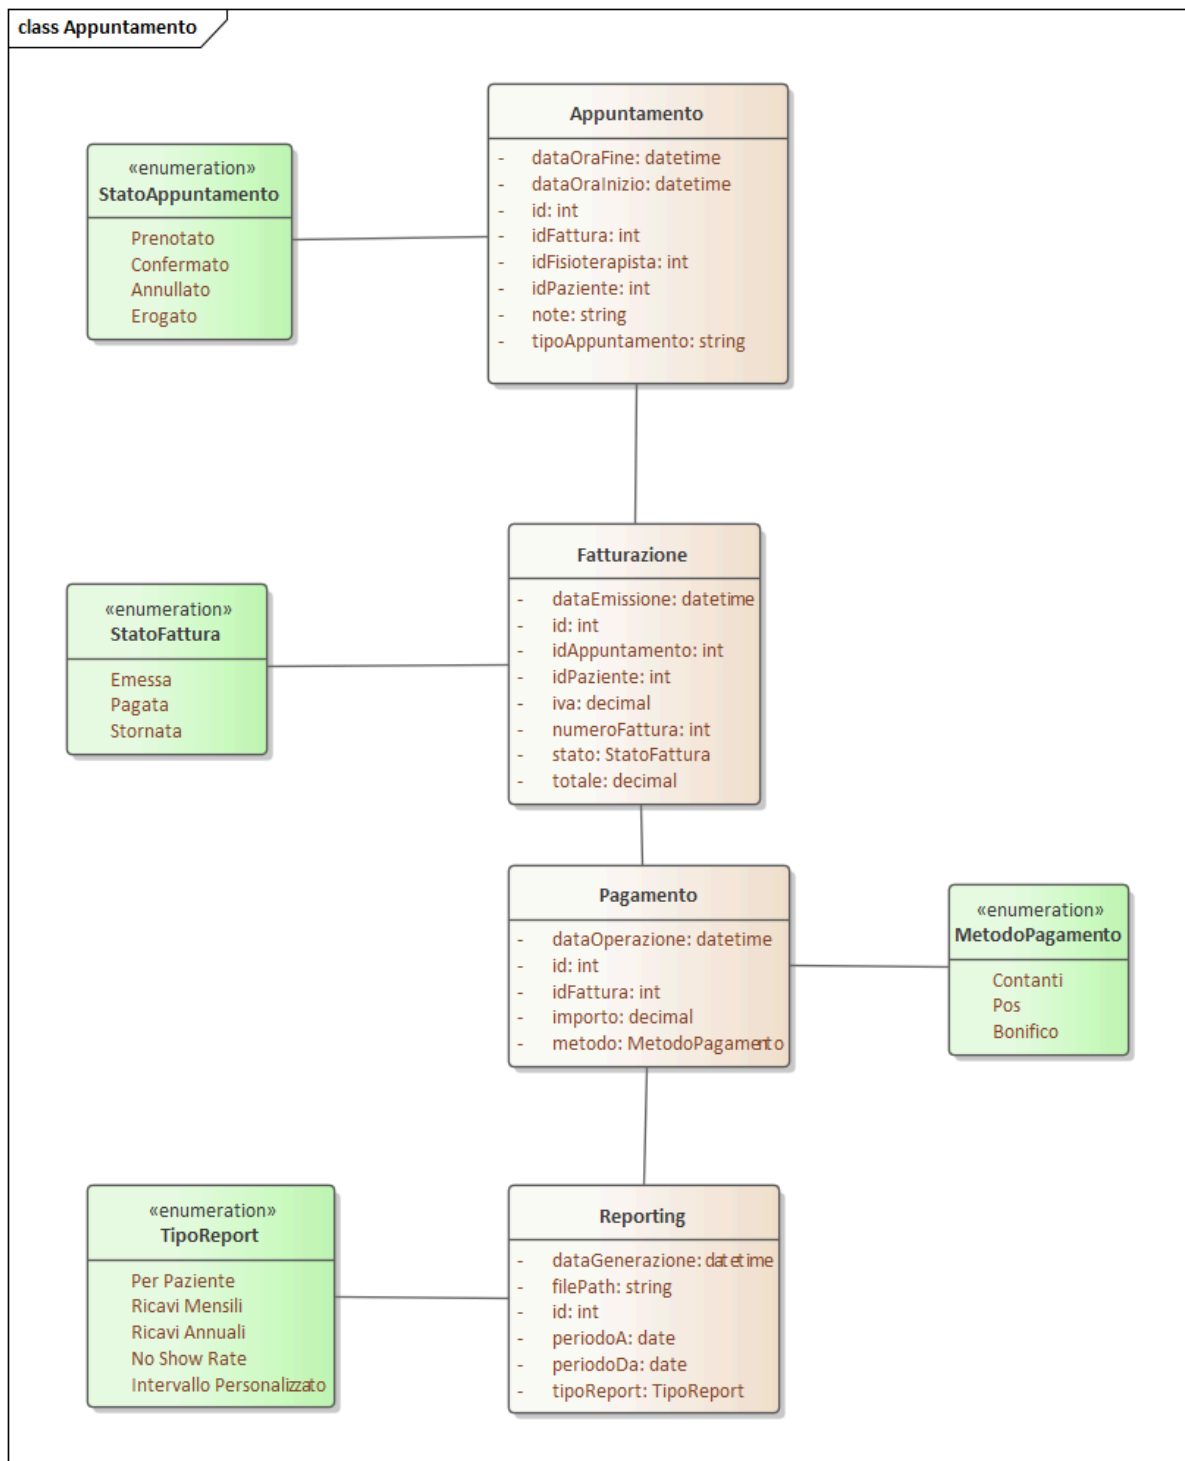 class Appuntamento
Appuntamento
- dataOraFine: datetime
- dataOraInizio: datetime
- id: int
- idFattura: int
- idFisioterapista: int
- idPaziente: int
- note: string
- tipoAppuntamento: string
«enumeration»
StatoAppuntamento
Prenotato
Confermato
Annullato
Erogato
Fatturazione
- dataEmissione: datetime
- id: int
- idAppuntamento: int
- idPaziente: int
- iva: decimal
- numeroFattura: int
- stato: StatoFattura
- totale: decimal
«enumeration»
StatoFattura
Emessa
Pagata
Stornata
Pagamento
- dataOperazione: datetime
- id: int
- idFattura: int
- importo: decimal
- metodo: MetodoPagamento
«enumeration»
MetodoPagamento
Contanti
Pos
Bonifico
«enumeration»
TipoReport
Per Paziente
Ricavi Mensili
Ricavi Annuali
No Show Rate
Intervallo Personalizzato
Reporting
- dataGenerazione: datetime
- filePath: string
- id: int
- periodoA: date
- periodoDa: date
- tipoReport: TipoReport